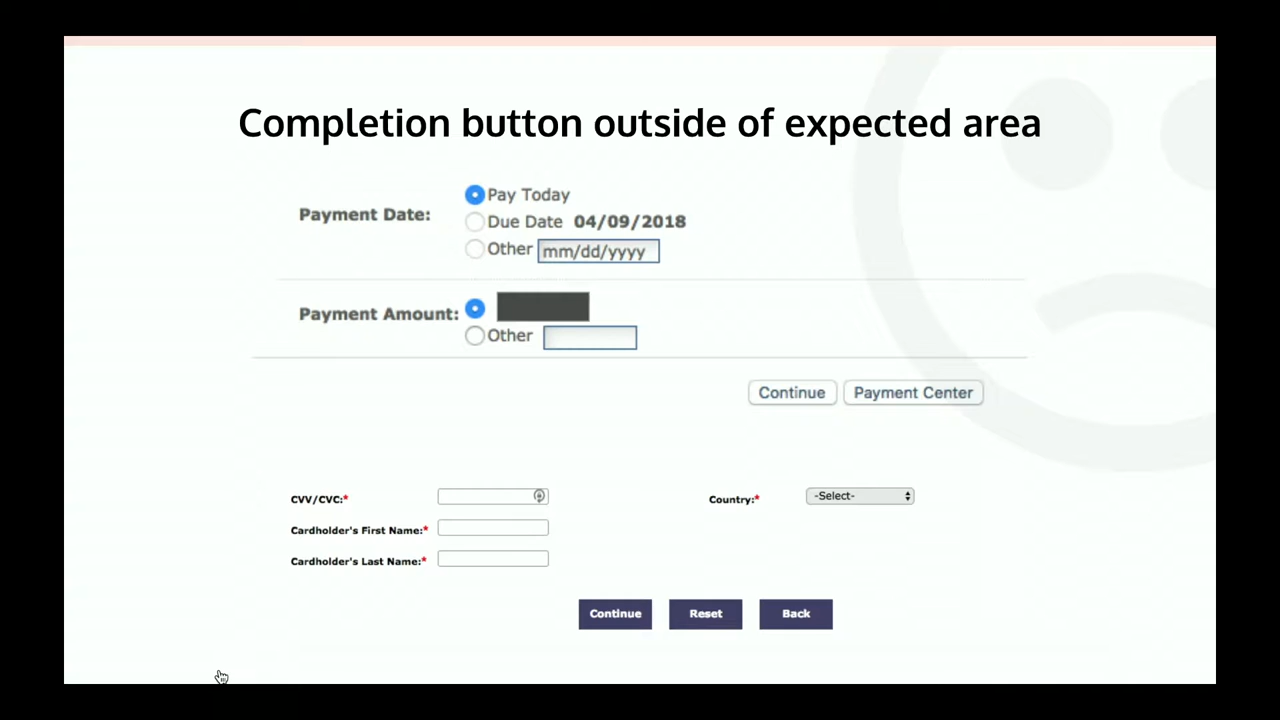 Completion button outside of expected area
Payment Date:
Pay Today
Due Date 04/09/2018
Other mm/dd/yyyy
Payment Amount:
Other
Continue Payment Center
CVV/CVC:* Country:* -Select-
Cardholder's First Name:*
Cardholder's Last Name:*
Continue Reset Back